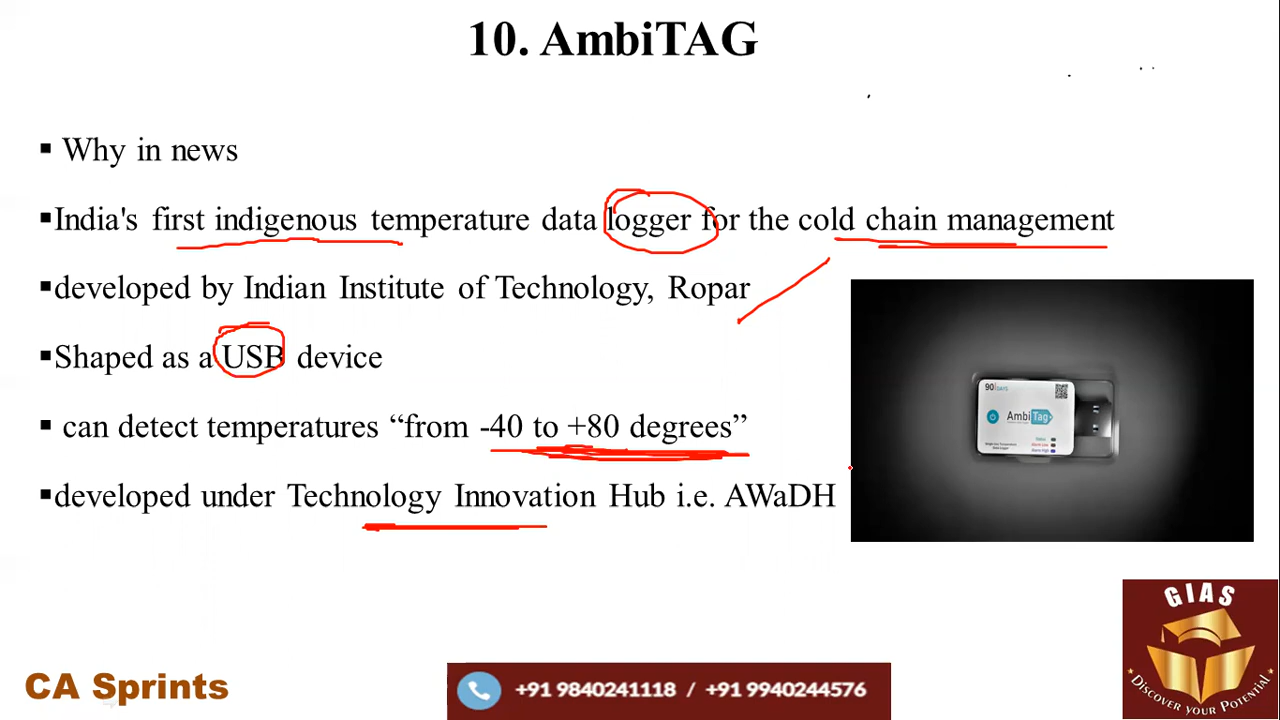 10. AmbiTAG
▪ Why in news
▪India's first indigenous temperature data logger for the cold chain management
▪developed by Indian Institute of Technology, Ropar
▪Shaped as a USB device
▪ can detect temperatures “from -40 to +80 degrees”
▪developed under Technology Innovation Hub i.e. AWaDH
90 DAYS
AmbiTag
CA Sprints
+91 9840241118 / +91 9940244576
GIAS
DISCOVER YOUR POTENTIAL